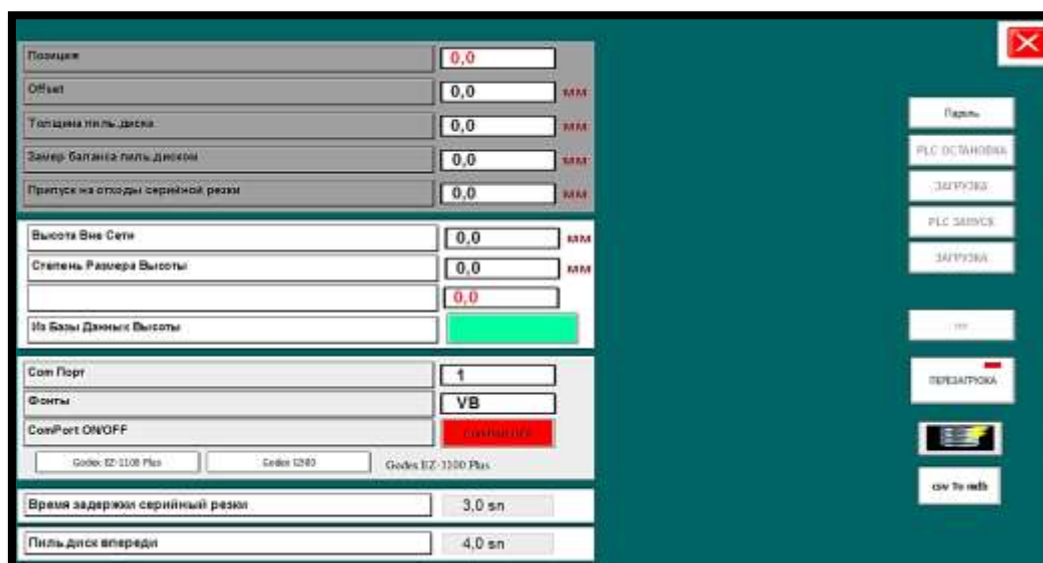 Позиция 0,0
Offset 0,0 мм
Толщина пиль.диска 0,0 мм
Замер баланса пиль.диском 0,0 мм
Припуск на отходы серийной резки 0,0 мм
Высота Вне Сети 0,0 мм
Степень Размера Высоты 0,0 мм
0,0
Из Базы Данных Высоты
Com Порт 1
Фонты VB
ComPort ON/OFF
Godex EZ-1100 Plus Godex G500 Godex EZ-1100 Plus
Время задержки серийный резки 3,0 sn
Пиль.диск впереди 4,0 sn
Пароль
PLC ОСТАНОВКА
ЗАГРУЗКА
PLC ЗАПУСК
ЗАГРУЗКА
ПЕРЕЗАГРУЗКА
csv To mdb